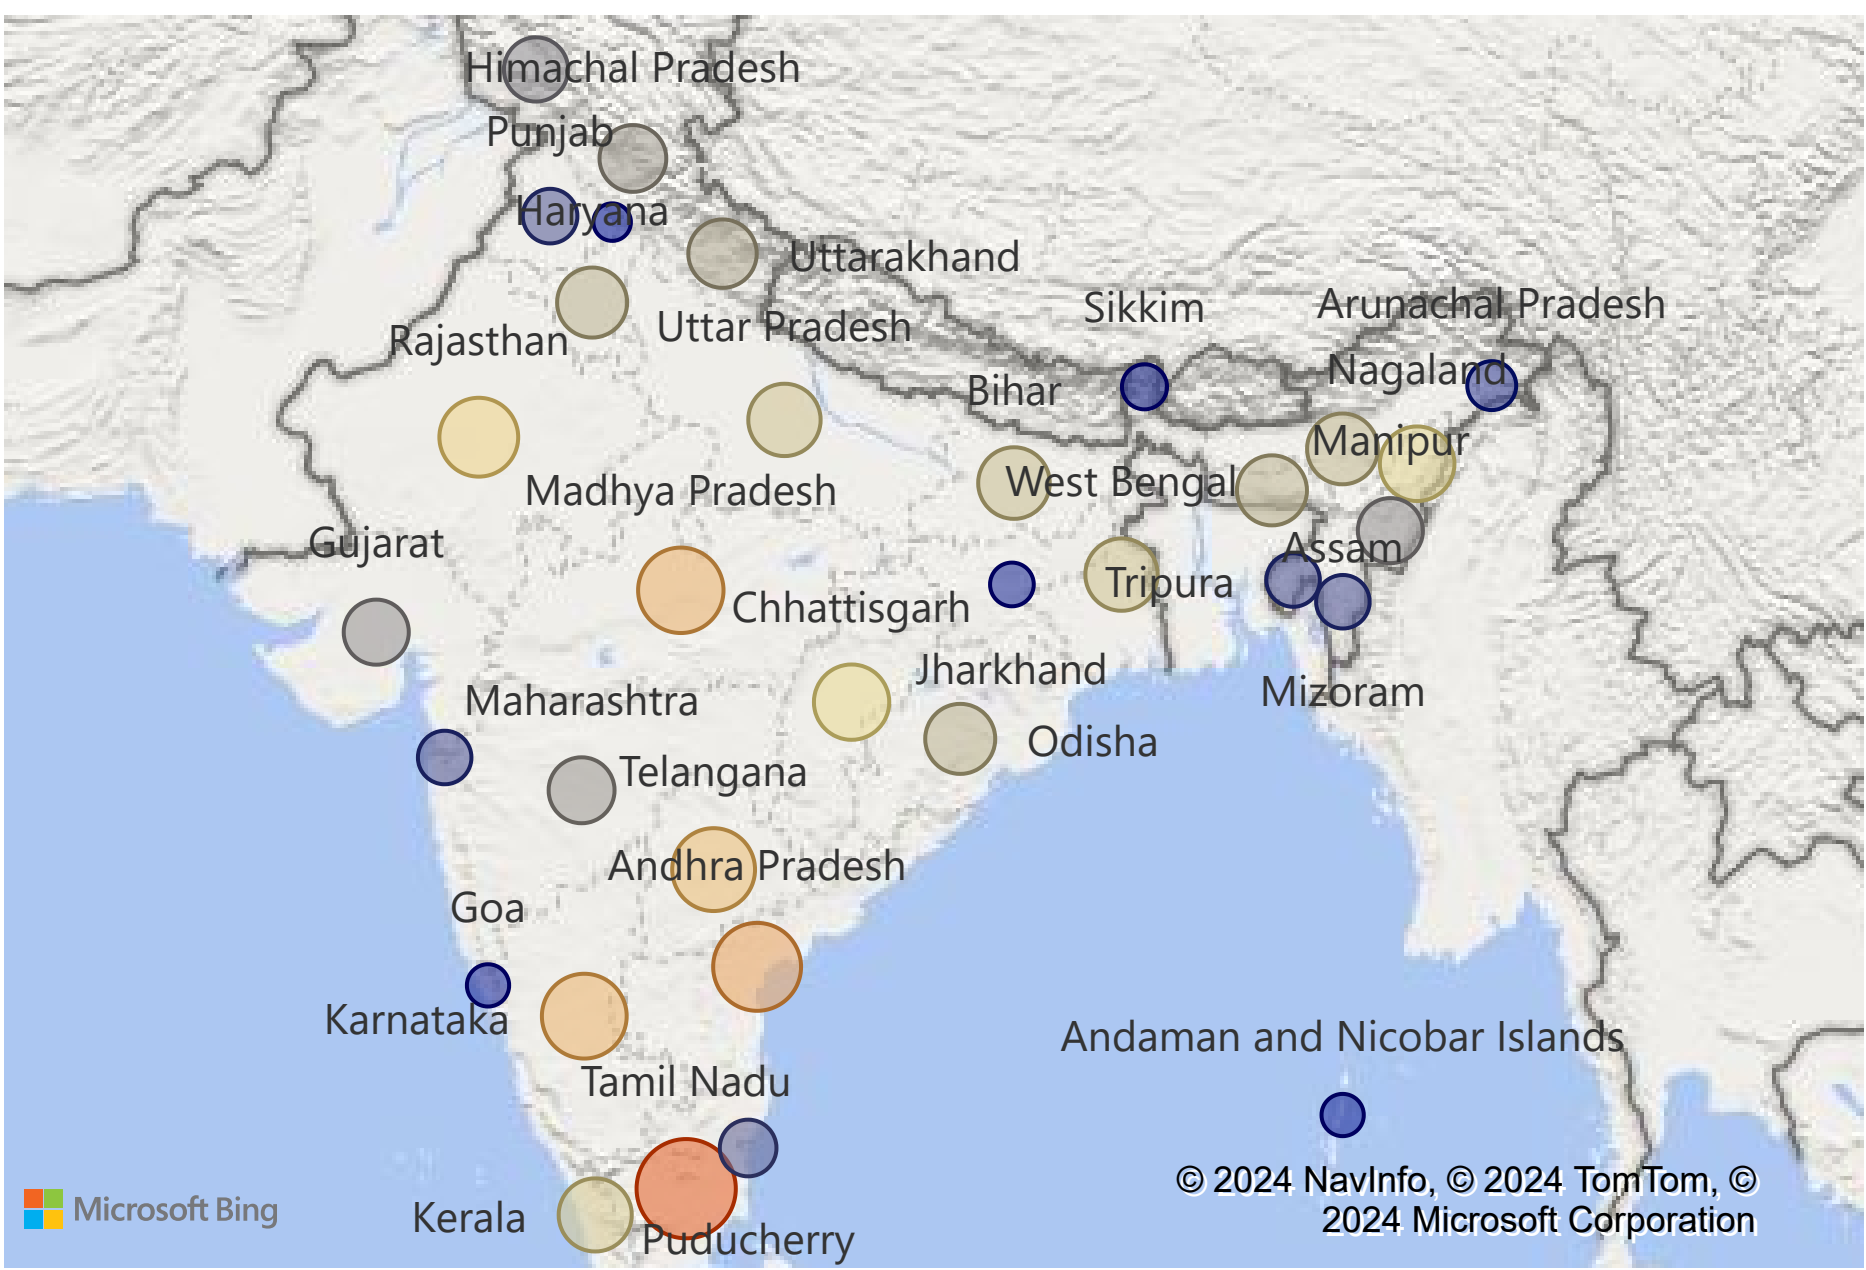 Himachal Pradesh
Punjab
Haryana
Uttarakhand
Sikkim
Arunachal Pradesh
Rajasthan
Uttar Pradesh
Bihar
Nagaland
Manipur
Madhya Pradesh
West Bengal
Gujarat
Assam
Chhattisgarh
Tripura
Jharkhand
Mizoram
Maharashtra
Odisha
Telangana
Andhra Pradesh
Goa
Karnataka
Andaman and Nicobar Islands
Tamil Nadu
Kerala
Puducherry
Microsoft Bing
© 2024 NavInfo, © 2024 TomTom, ©
2024 Microsoft Corporation